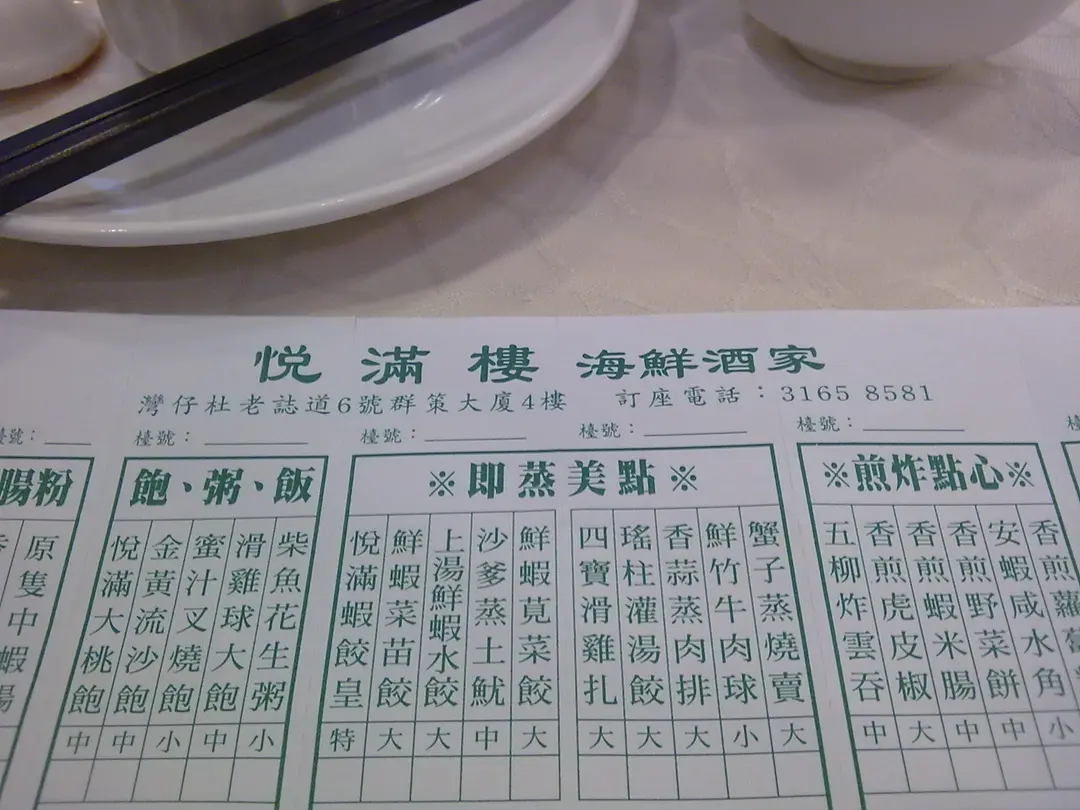 悅滿樓 海鮮酒家
灣仔杜老誌道6號群策大廈4樓 訂座電話：3165 8581
檯號：
檯號：
檯號：
檯號：
腸粉
原隻中蝦腸
飽、粥、飯
柴魚花生粥 小
滑雞球大飽 中
蜜汁叉燒飽 小
金黃流沙飽 中
悅滿大桃飽 中
※即蒸美點※
蟹子蒸燒賣 大
鮮竹牛肉球 小
香蒜蒸肉排 大
瑤柱灌湯餃 大
四寶滑雞扎 大
鮮蝦莧菜餃 大
沙爹蒸土魷 中
上湯鮮蝦水餃 大
鮮蝦菜苗餃 大
悅滿蝦餃皇 特
※煎炸點心※
香煎蘿 小
安蝦咸水角 中
香煎野菜餅 中
香煎蝦米腸 中
香煎虎皮椒 大
五柳炸雲吞 中